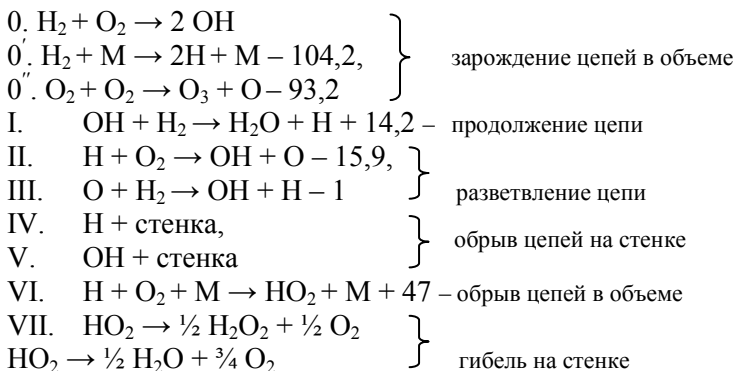 0. H₂ + O₂ → 2 OH
0′. H₂ + M → 2H + M – 104,2, зарождение цепей в объеме
0″. O₂ + O₂ → O₃ + O – 93,2
I. OH + H₂ → H₂O + H + 14,2 – продолжение цепи
II. H + O₂ → OH + O – 15,9,
III. O + H₂ → OH + H – 1 разветвление цепи
IV. H + стенка,
обрыв цепей на стенке
V. OH + стенка
VI. H + O₂ + M → HO₂ + M + 47 – обрыв цепей в объеме
VII. HO₂ → ½ H₂O₂ + ½ O₂
HO₂ → ½ H₂O + ¾ O₂ гибель на стенке